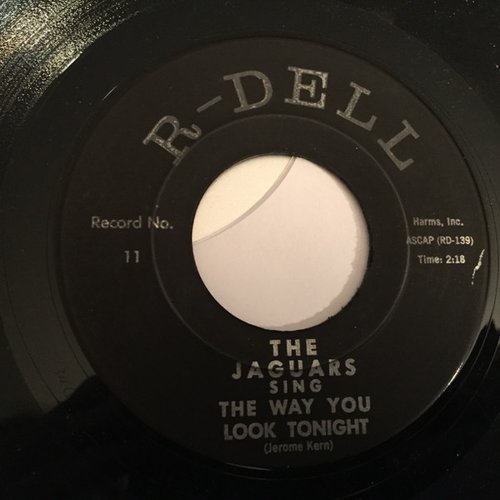 R-DELL
Record No.
11
Harms, Inc.
ASCAP (RD-139)
Time: 2:18
THE
JAGUARS
SING
THE WAY YOU
LOOK TONIGHT
(Jerome Kern)